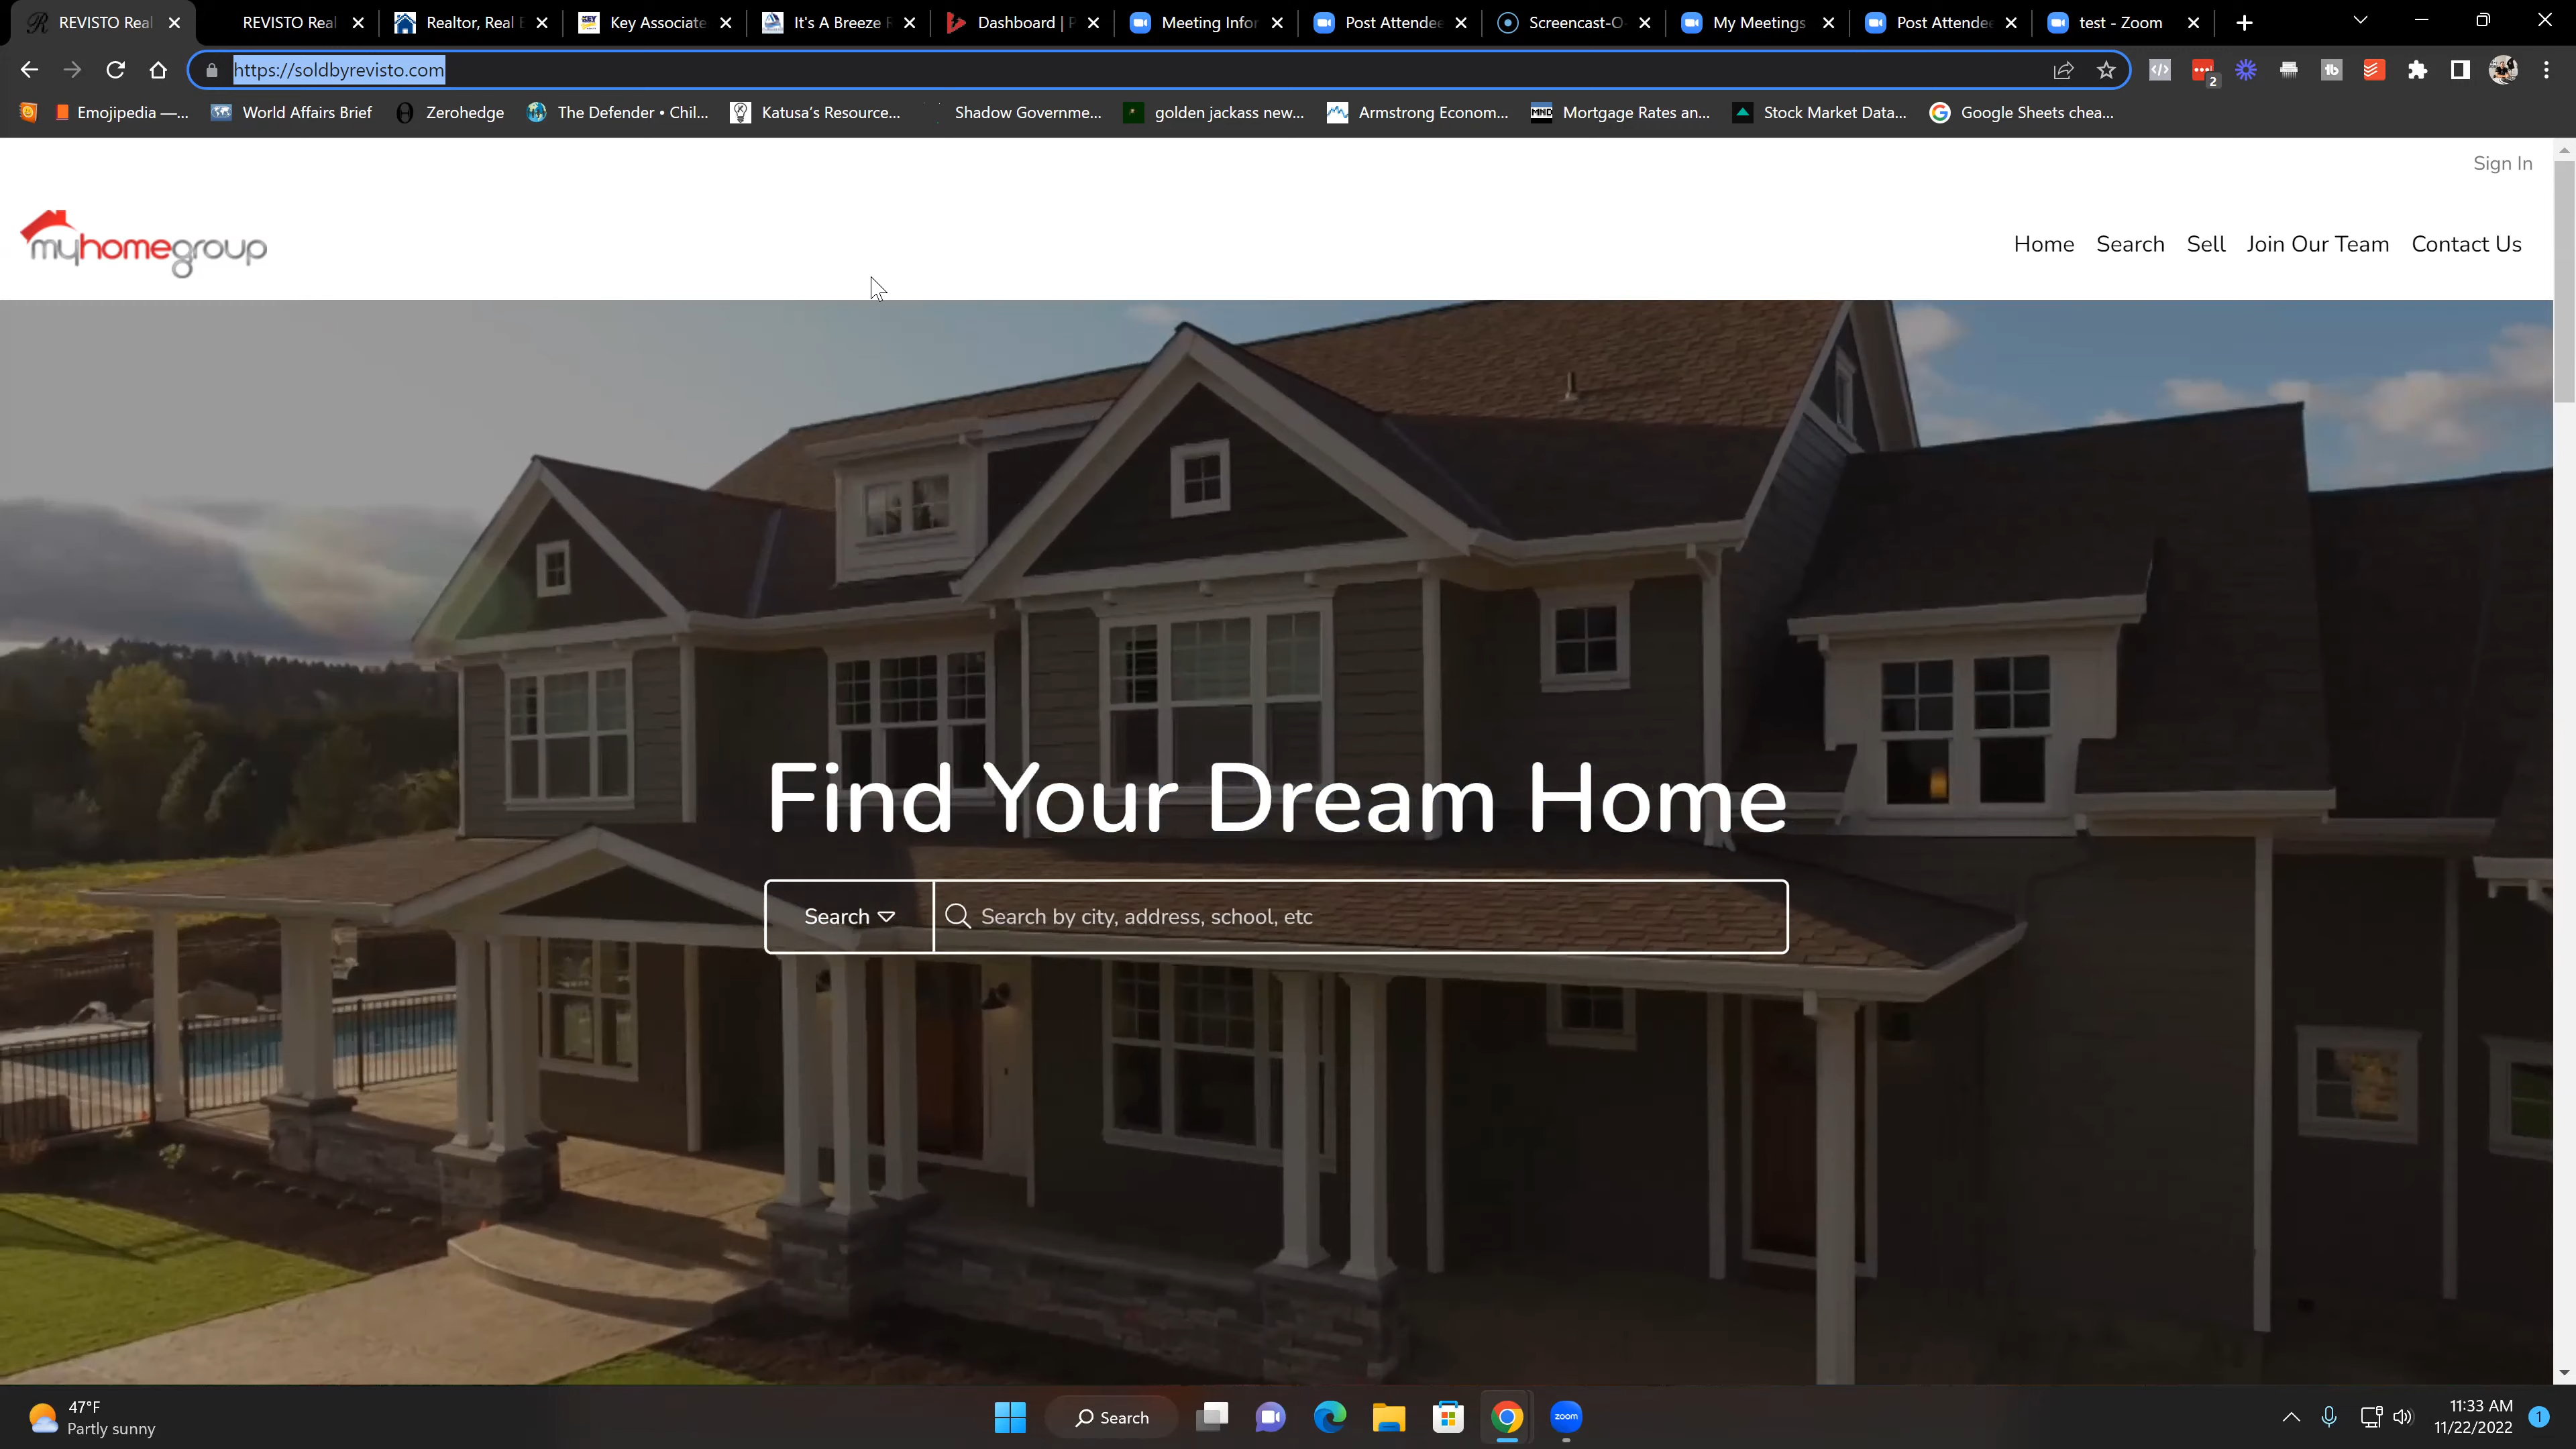 REVISTO Real
REVISTO Real
Realtor, Real E
Key Associate
It's A Breeze R
Dashboard | P
Meeting Infor
Post Attendee
Screencast-O-
My Meetings
Post Attendee
test - Zoom
https://soldbyrevisto.com
2
Emojipedia —...
World Affairs Brief
Zerohedge
The Defender • Chil...
Katusa's Resource...
Shadow Governme...
golden jackass new...
Armstrong Econom...
MND
Mortgage Rates an...
Stock Market Data...
Google Sheets chea...
Sign In
myhomegroup
Home
Search
Sell
Join Our Team
Contact Us
Find Your Dream Home
Search
Search by city, address, school, etc
47°F
Partly sunny
Search
zoom
11:33 AM
11/22/2022
1